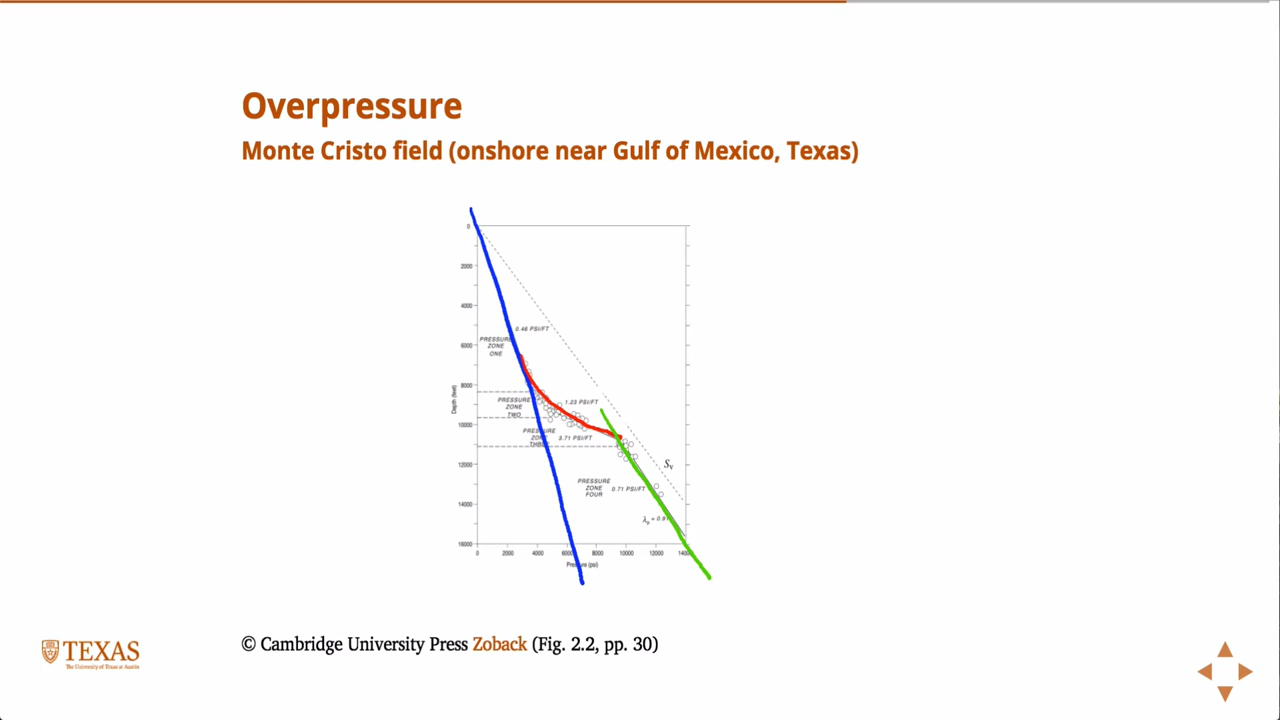 Overpressure
Monte Cristo field (onshore near Gulf of Mexico, Texas)
0
2000
4000
6000
8000
10000
12000
14000
16000
Depth (feet)
0.46 PSI/FT
PRESSURE
ZONE
ONE
PRESSURE
ZONE
TWO
1.23 PSI/FT
PRESSURE
ZONE
THREE
3.71 PSI/FT
Sv
PRESSURE
ZONE
FOUR
0.71 PSI/FT
λp = 0.91
0 2000 4000 6000 8000 10000 12000 14000
Pressure (psi)
© Cambridge University Press Zoback (Fig. 2.2, pp. 30)
TEXAS
The University of Texas at Austin